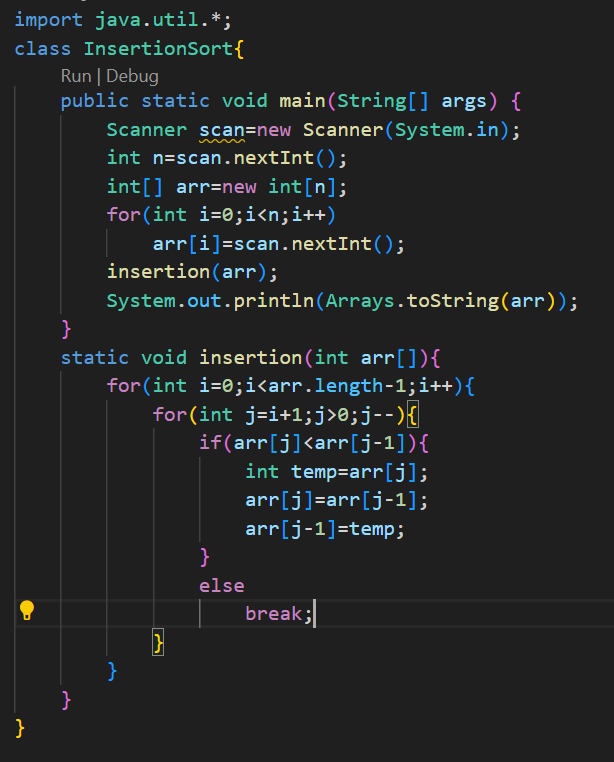 import java.util.*;
class InsertionSort{
Run | Debug
public static void main(String[] args) {
Scanner scan=new Scanner(System.in);
int n=scan.nextInt();
int[] arr=new int[n];
for(int i=0;i<n;i++)
arr[i]=scan.nextInt();
insertion(arr);
System.out.println(Arrays.toString(arr));
}
static void insertion(int arr[]){
for(int i=0;i<arr.length-1;i++){
for(int j=i+1;j>0;j--){
if(arr[j]<arr[j-1]){
int temp=arr[j];
arr[j]=arr[j-1];
arr[j-1]=temp;
}
else
break;
}
}
}
}